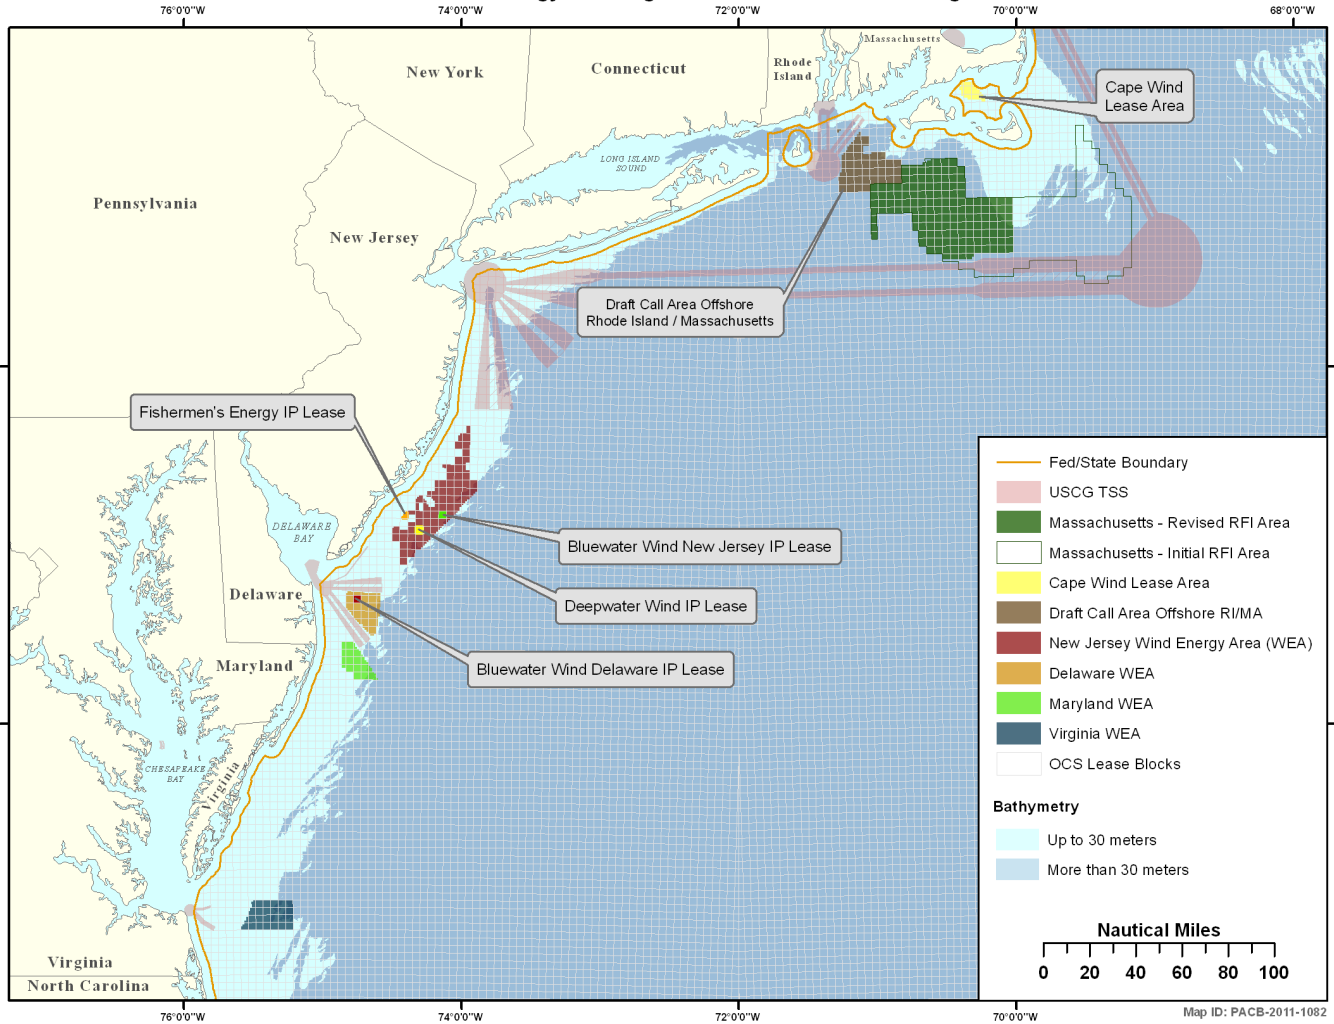 76°0'0"W
74°0'0"W
72°0'0"W
70°0'0"W
68°0'0"W
Massachusetts
New York
Connecticut
Rhode
Island
Cape Wind
Lease Area
LONG ISLAND
SOUND
Pennsylvania
New Jersey
Draft Call Area Offshore
Rhode Island / Massachusetts
Fishermen's Energy IP Lease
DELAWARE
BAY
Bluewater Wind New Jersey IP Lease
Delaware
Deepwater Wind IP Lease
Maryland
Bluewater Wind Delaware IP Lease
CHESAPEAKE
BAY
Virginia
Virginia
North Carolina
Fed/State Boundary
USCG TSS
Massachusetts - Revised RFI Area
Massachusetts - Initial RFI Area
Cape Wind Lease Area
Draft Call Area Offshore RI/MA
New Jersey Wind Energy Area (WEA)
Delaware WEA
Maryland WEA
Virginia WEA
OCS Lease Blocks
Bathymetry
Up to 30 meters
More than 30 meters
Nautical Miles
0 20 40 60 80 100
76°0'0"W
74°0'0"W
72°0'0"W
70°0'0"W
Map ID: PACB-2011-1082